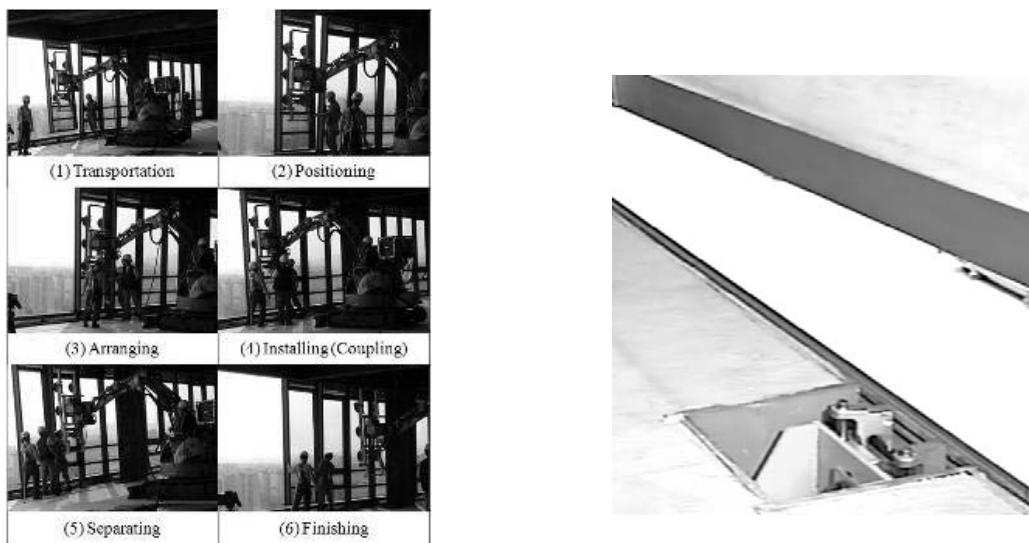 (1) Transportation
(2) Positioning
(3) Arranging
(4) Installing (Coupling)
(5) Separating
(6) Finishing